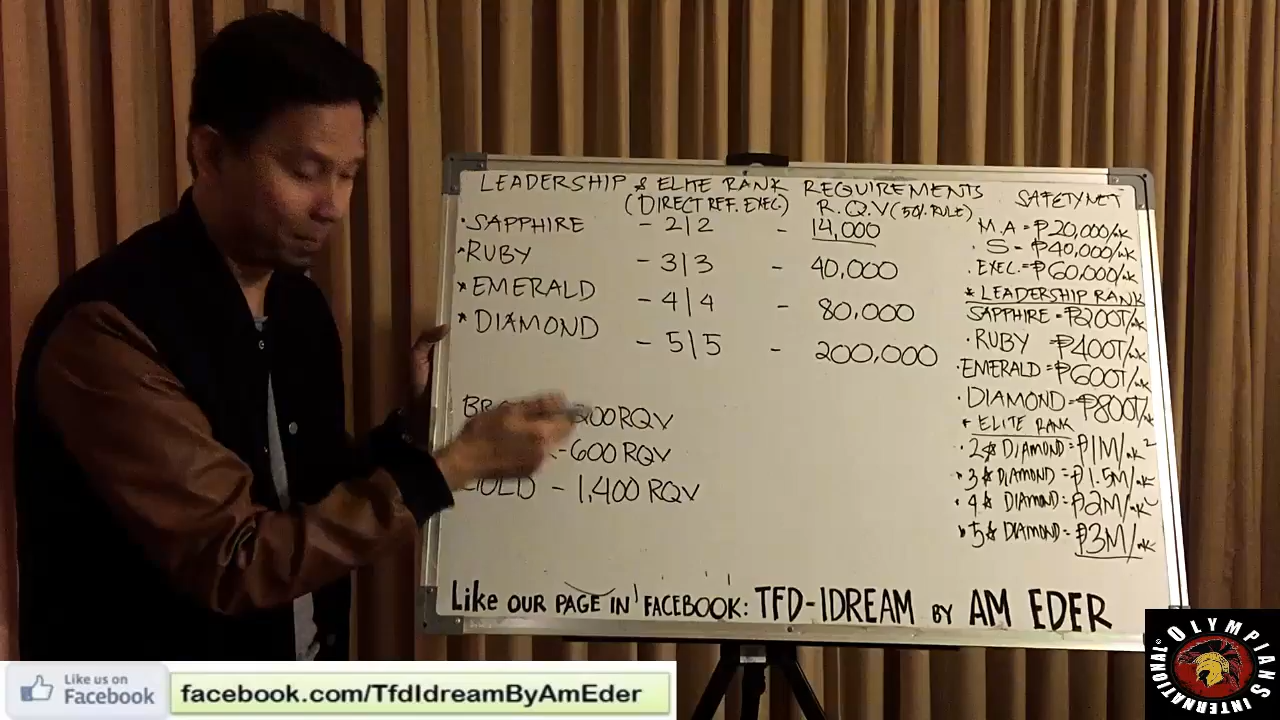 LEADERSHIP & ELITE RANK REQUIREMENTS
(DIRECT REF. EXEC.) R.Q.V (50% RULE)
• SAPPHIRE - 2|2 - 14,000
• RUBY - 3|3 - 40,000
* EMERALD - 4|4 - 80,000
* DIAMOND - 5|5 - 200,000
200 RQV
- 600 RQV
GOLD - 1,400 RQV
SAFETYNET
M.A = ₱20,000/wk
• S - ₱40,000/wk
• EXEC. = ₱60,000/wk
* LEADERSHIP RANK
SAPPHIRE = ₱200T/wk
• RUBY = ₱400T/wk
• EMERALD = ₱600T/wk
• DIAMOND = ₱800T/wk
* ELITE RANK
• 2☆ DIAMOND = ₱1M/wk
• 3☆ DIAMOND = ₱1.5M/wk
• 4☆ DIAMOND = ₱2M/wk
• 5☆ DIAMOND = ₱3M/wk
Like OUR PAGE IN FACEBOOK: TFD-IDREAM BY AM EDER
Like us on
Facebook
facebook.com/TfdIdreamByAmEder
OLYMPIANS
INTERNATIONAL